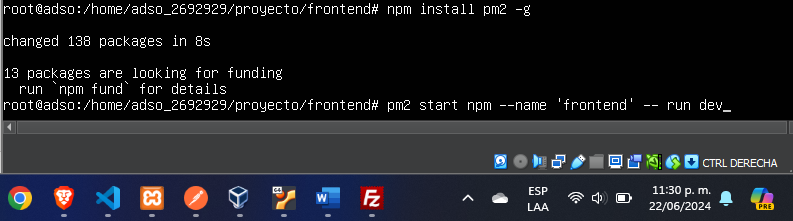 root@adso:/home/adso_2692929/proyecto/frontend# npm install pm2 -g
changed 138 packages in 8s
13 packages are looking for funding
  run `npm fund` for details
root@adso:/home/adso_2692929/proyecto/frontend# pm2 start npm --name 'frontend' -- run dev_
CTRL DERECHA
ESP
LAA
11:30 p. m.
22/06/2024
PRE